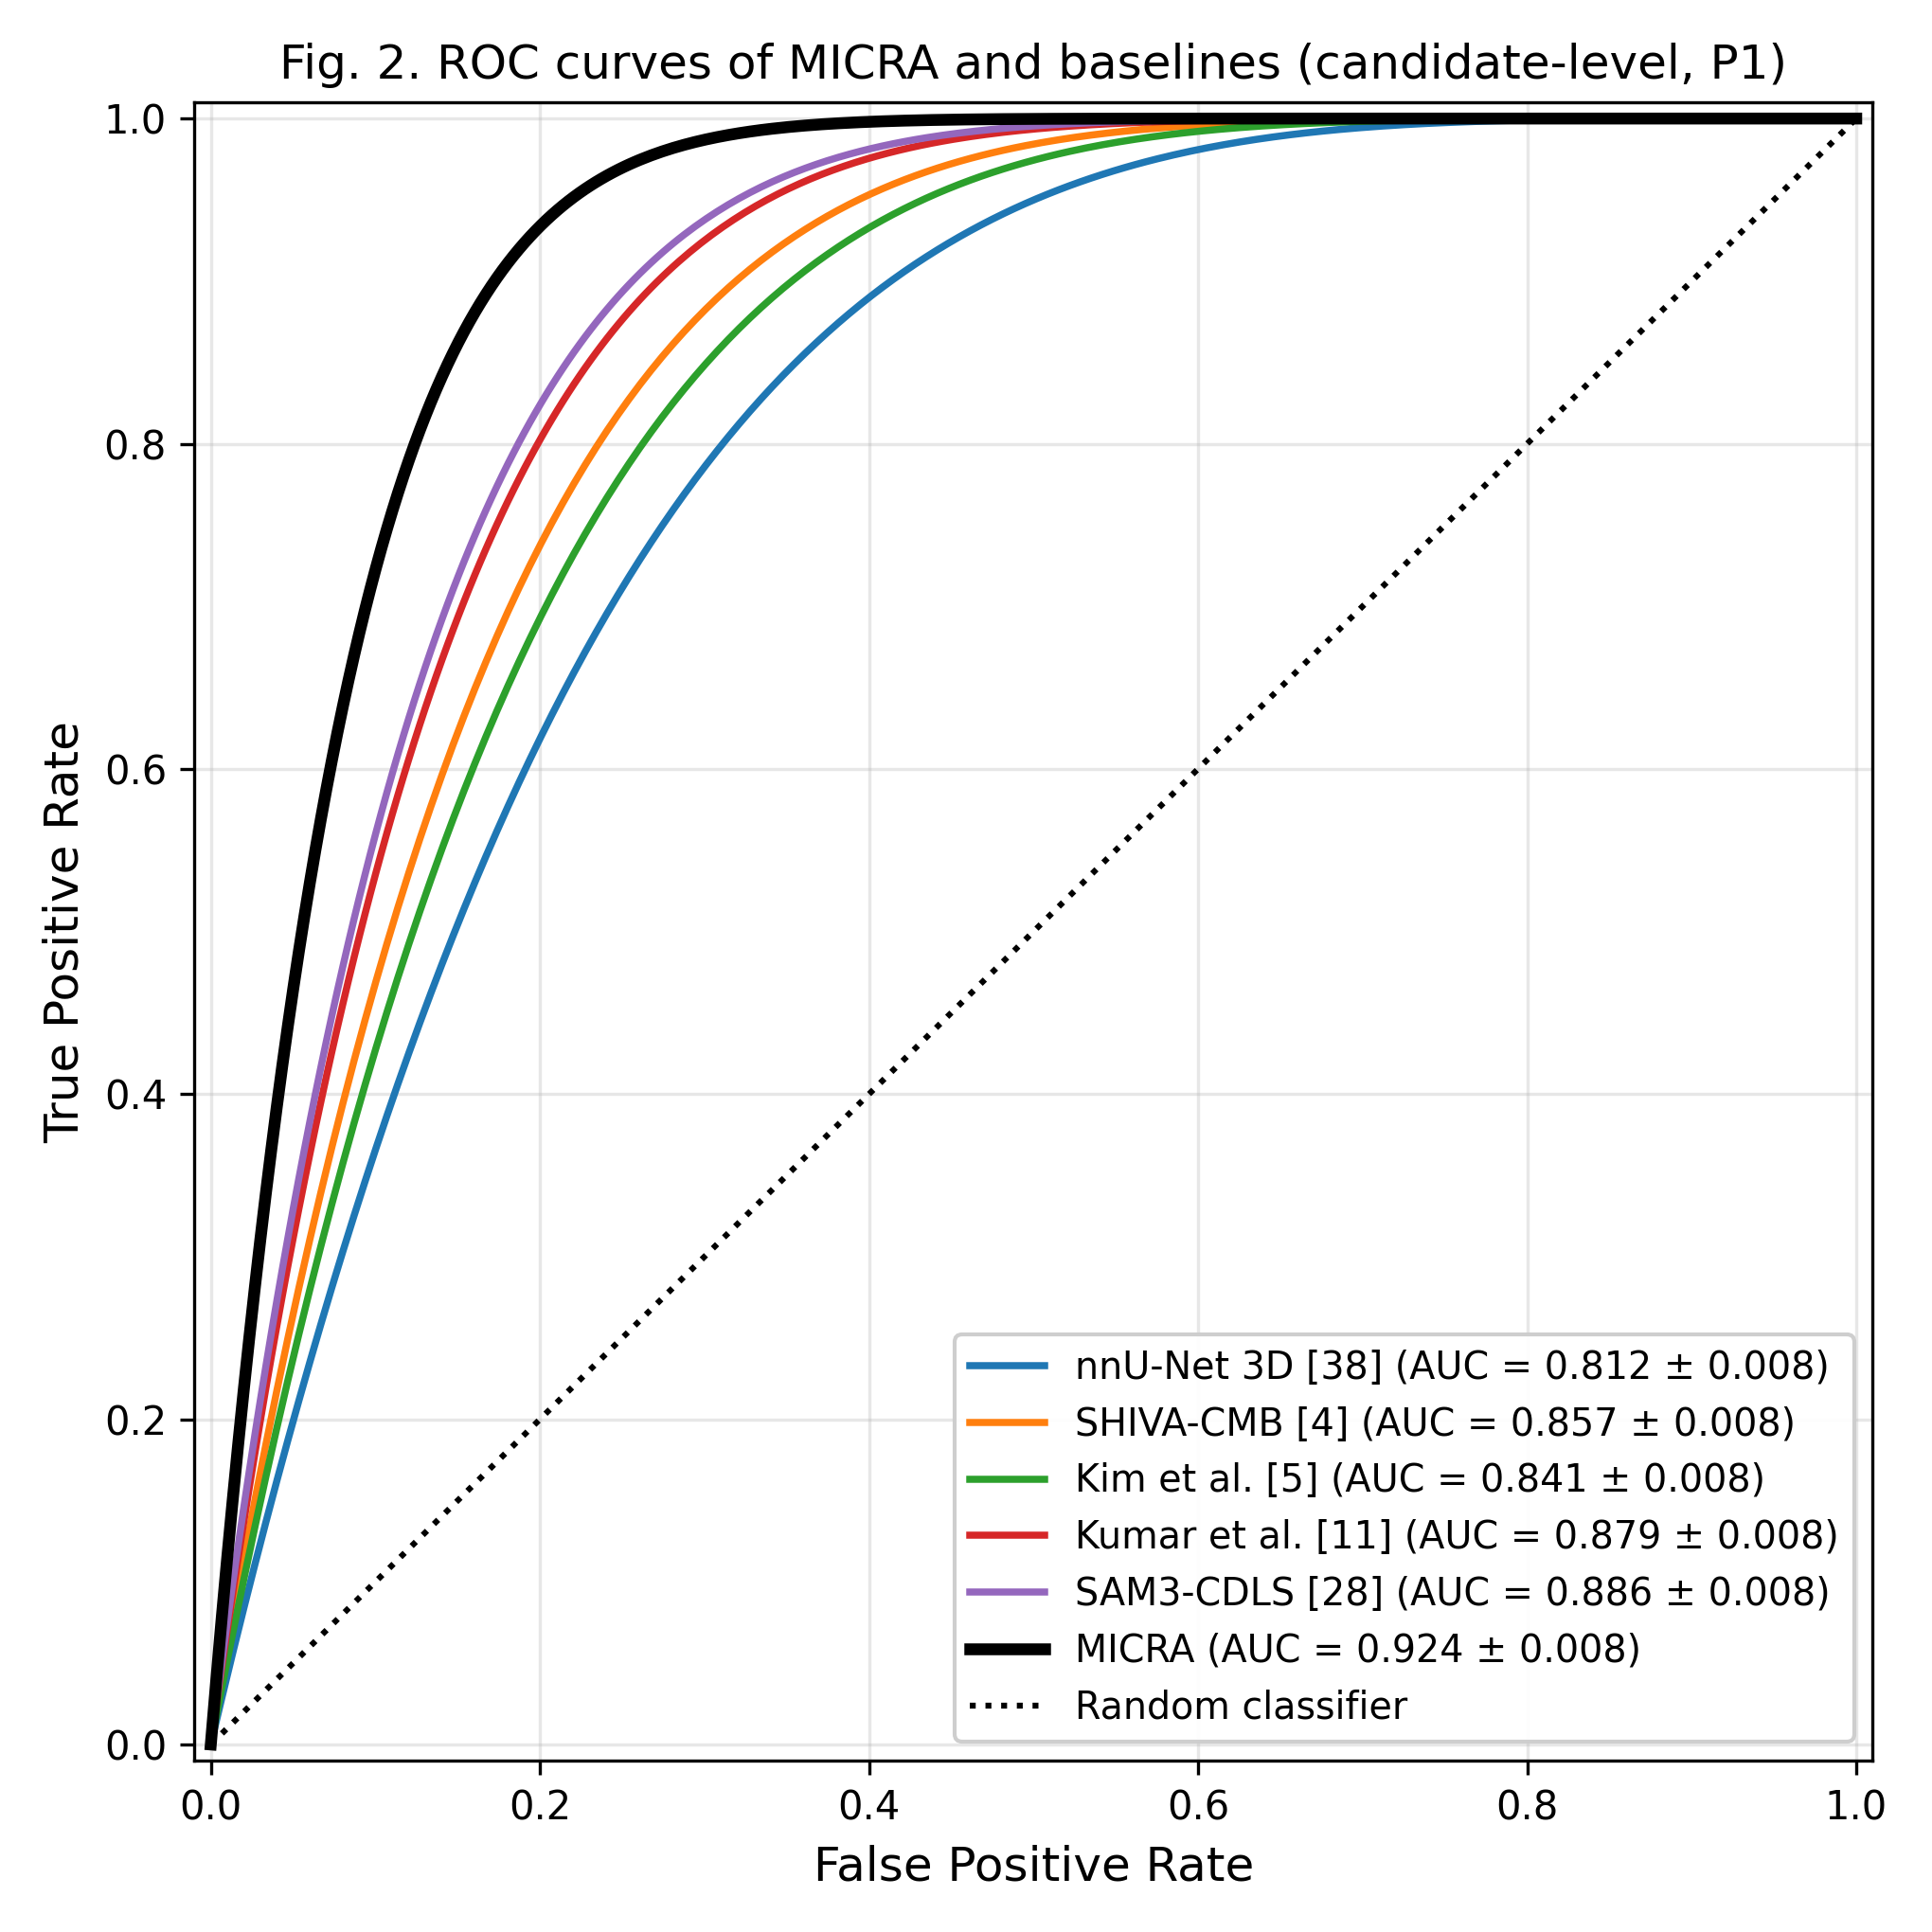 Fig. 2. ROC curves of MICRA and baselines (candidate-level, P1)
1.0
0.8
0.6
0.4
0.2
0.0
True Positive Rate
nnU-Net 3D [38] (AUC = 0.812 ± 0.008)
SHIVA-CMB [4] (AUC = 0.857 ± 0.008)
Kim et al. [5] (AUC = 0.841 ± 0.008)
Kumar et al. [11] (AUC = 0.879 ± 0.008)
SAM3-CDLS [28] (AUC = 0.886 ± 0.008)
MICRA (AUC = 0.924 ± 0.008)
Random classifier
0.0 0.2 0.4 0.6 0.8 1.0
False Positive Rate